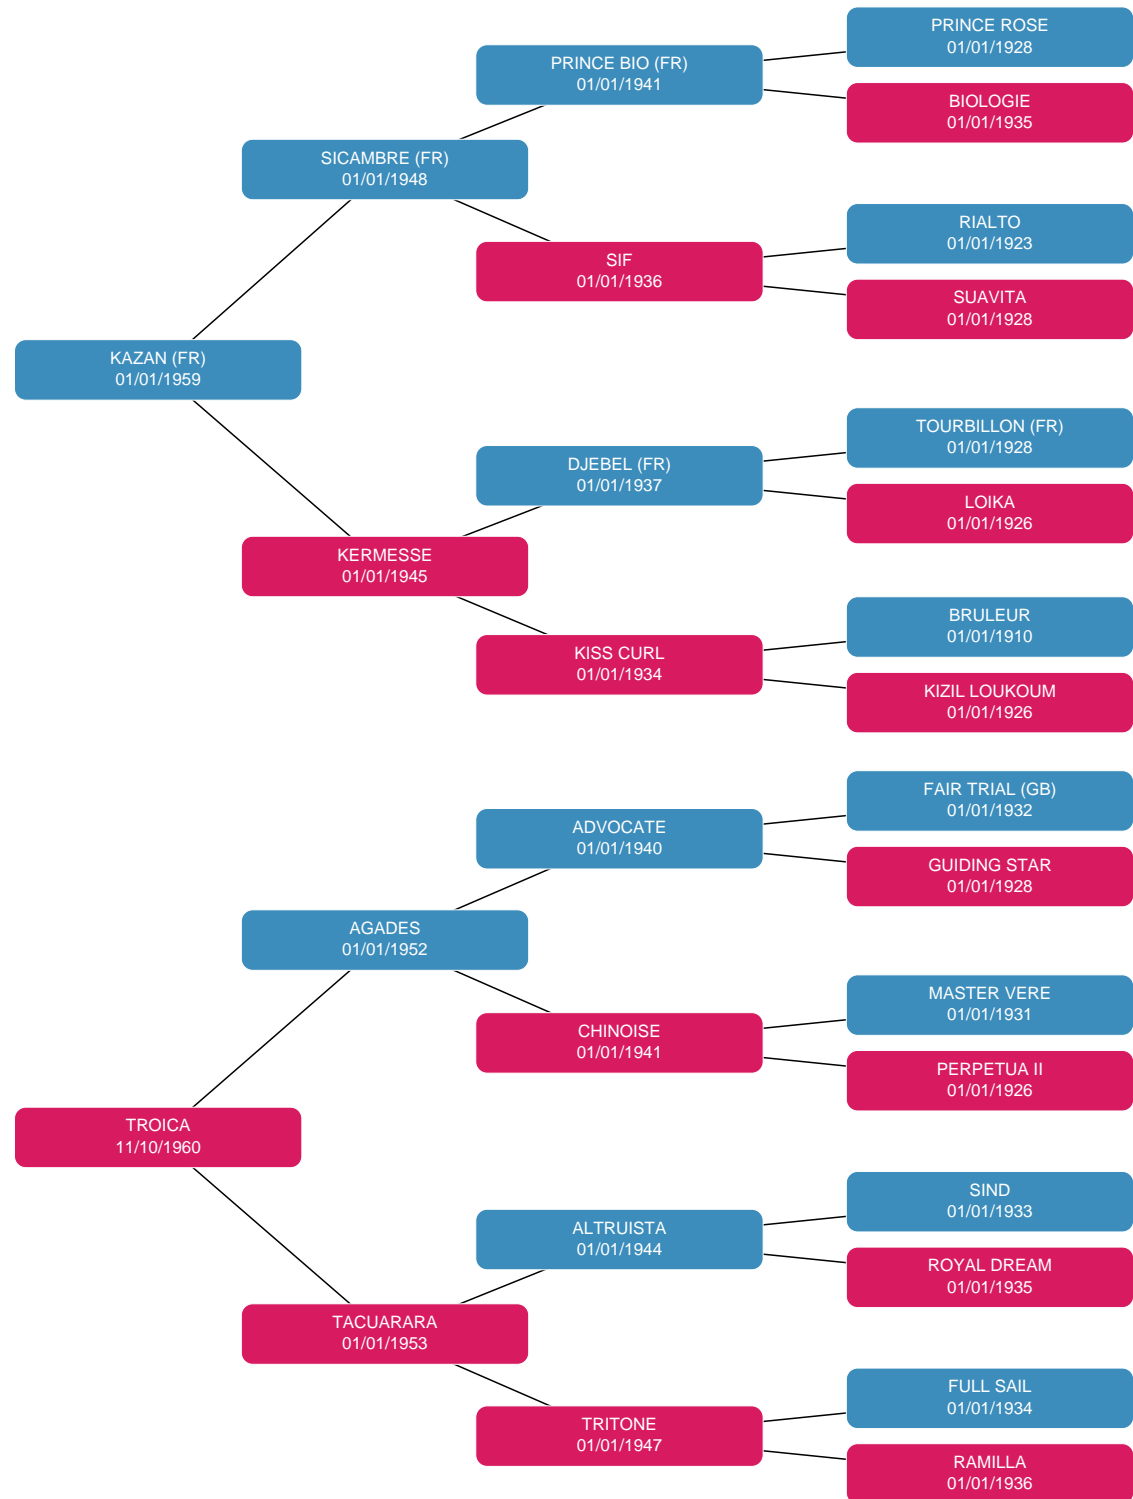 PRINCE ROSE
01/01/1928
PRINCE BIO (FR)
01/01/1941
BIOLOGIE
01/01/1935
SICAMBRE (FR)
01/01/1948
RIALTO
01/01/1923
SIF
01/01/1936
SUAVITA
01/01/1928
KAZAN (FR)
01/01/1959
TOURBILLON (FR)
01/01/1928
DJEBEL (FR)
01/01/1937
LOIKA
01/01/1926
KERMESSE
01/01/1945
BRULEUR
01/01/1910
KISS CURL
01/01/1934
KIZIL LOUKOUM
01/01/1926
FAIR TRIAL (GB)
01/01/1932
ADVOCATE
01/01/1940
GUIDING STAR
01/01/1928
AGADES
01/01/1952
MASTER VERE
01/01/1931
CHINOISE
01/01/1941
PERPETUA II
01/01/1926
TROICA
11/10/1960
SIND
01/01/1933
ALTRUISTA
01/01/1944
ROYAL DREAM
01/01/1935
TACUARARA
01/01/1953
FULL SAIL
01/01/1934
TRITONE
01/01/1947
RAMILLA
01/01/1936